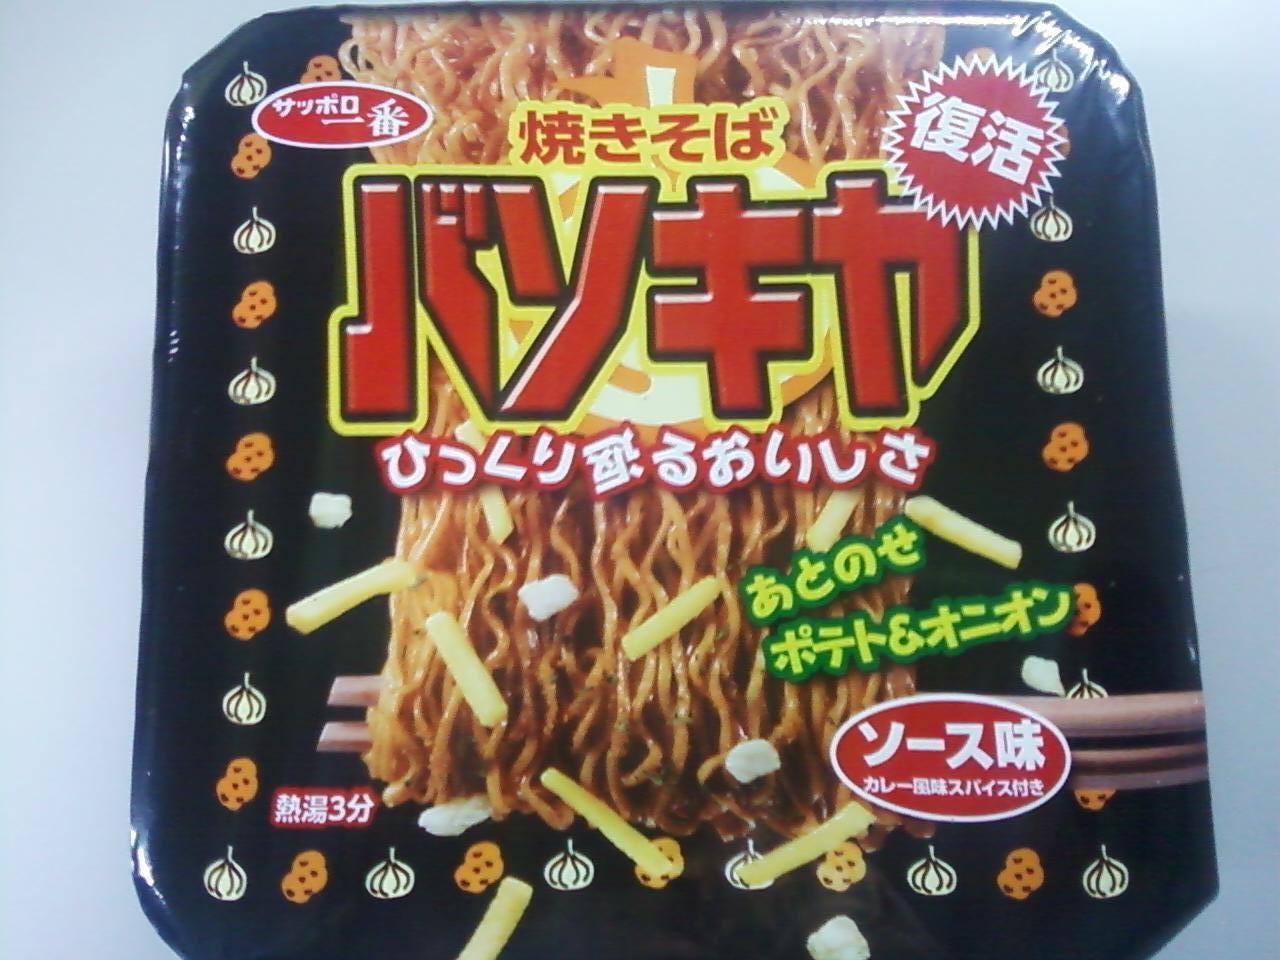 サッポロ一番
焼きそば
復活
バソキヤ
ひっくり返るおいしさ
あとのせ
ポテト&オニオン
ソース味
カレー風味スパイス付き
熱湯3分